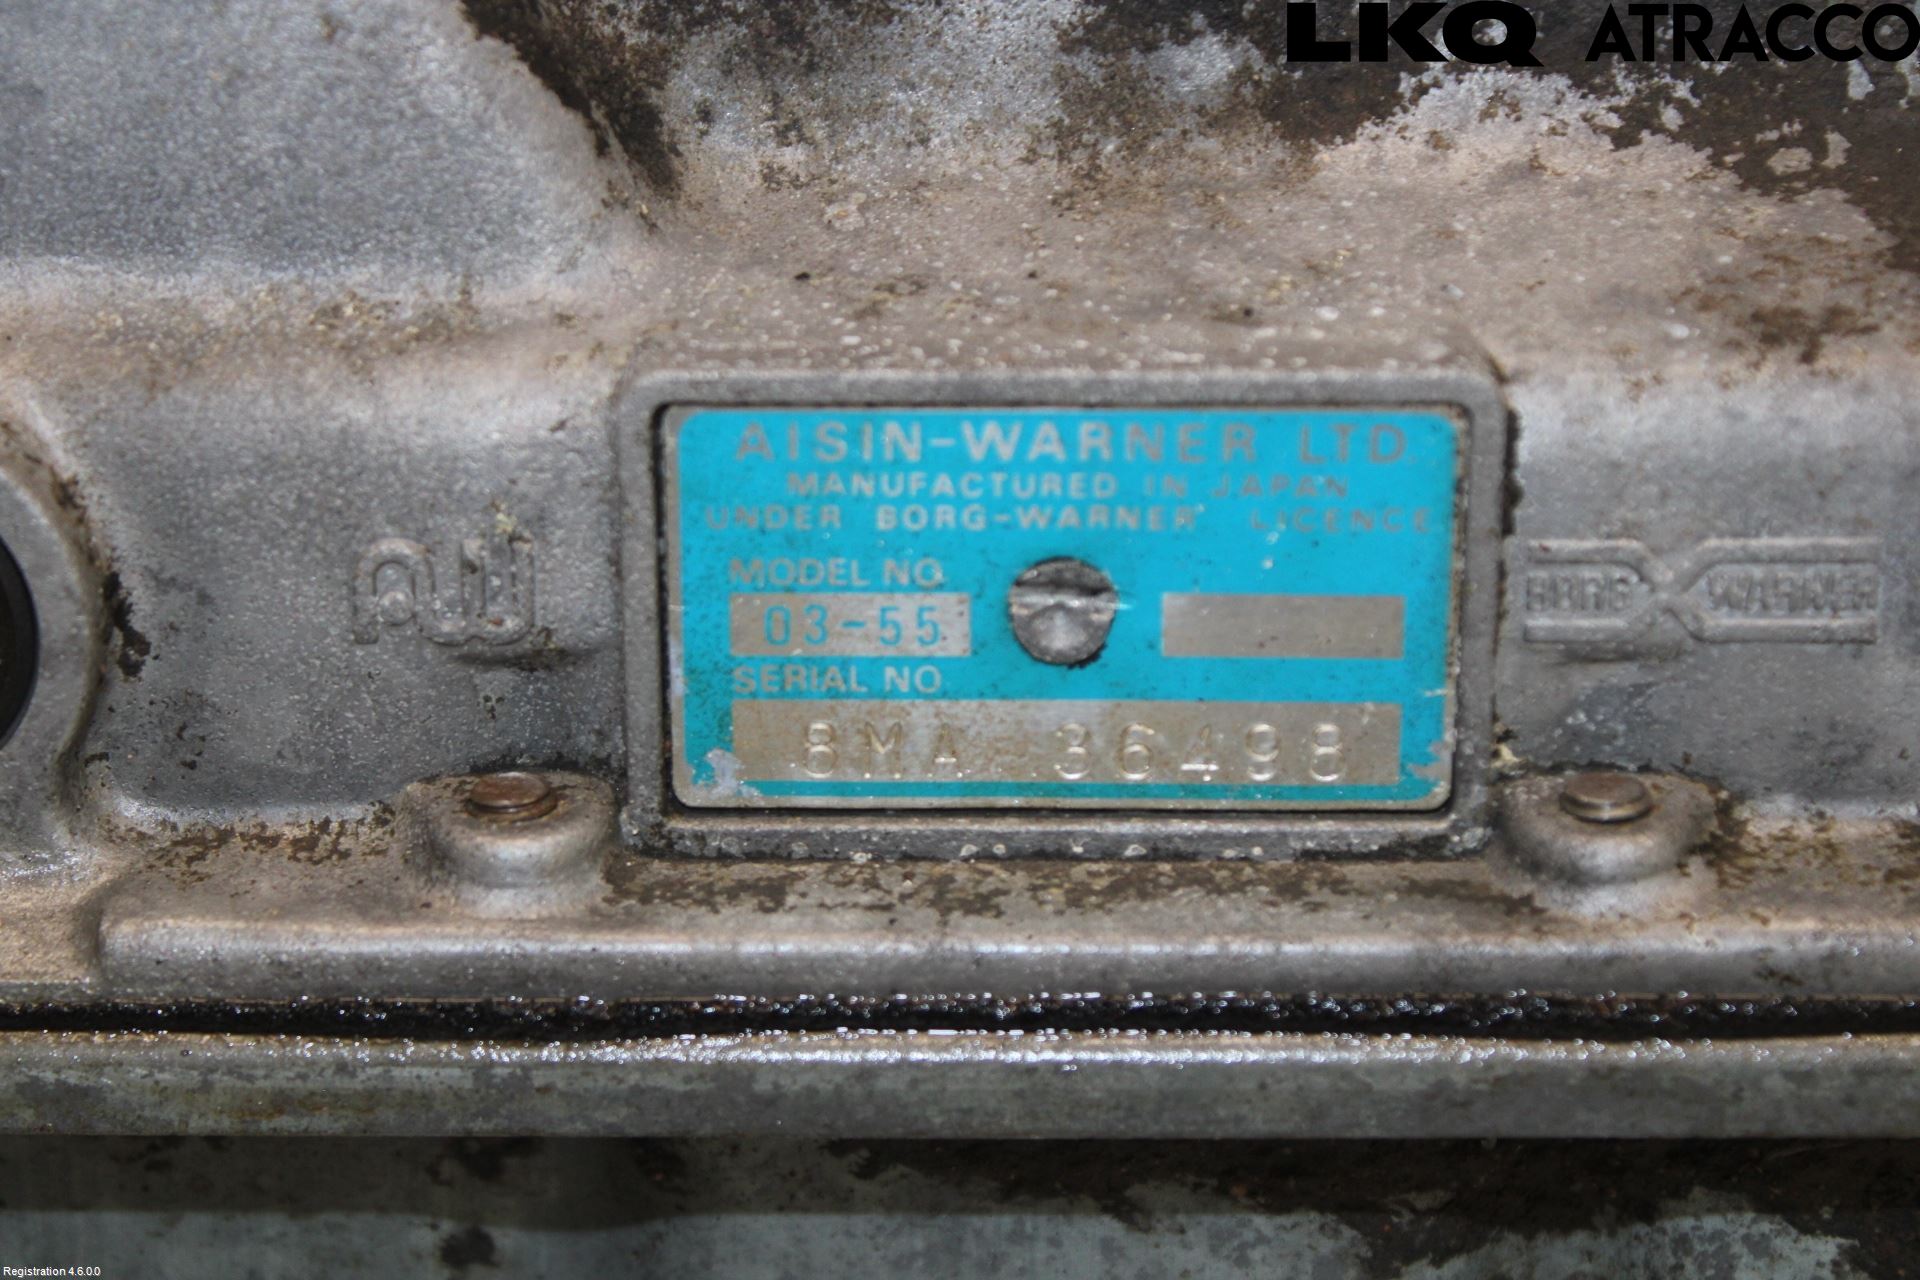 LKQ ATRACCO
AISIN-WARNER LTD.
MANUFACTURED IN JAPAN
UNDER BORG-WARNER LICENCE
MODEL NO.
03-55
SERIAL NO
8MA-36498
aw
BORG WARNER
Registration 4.6.0.0